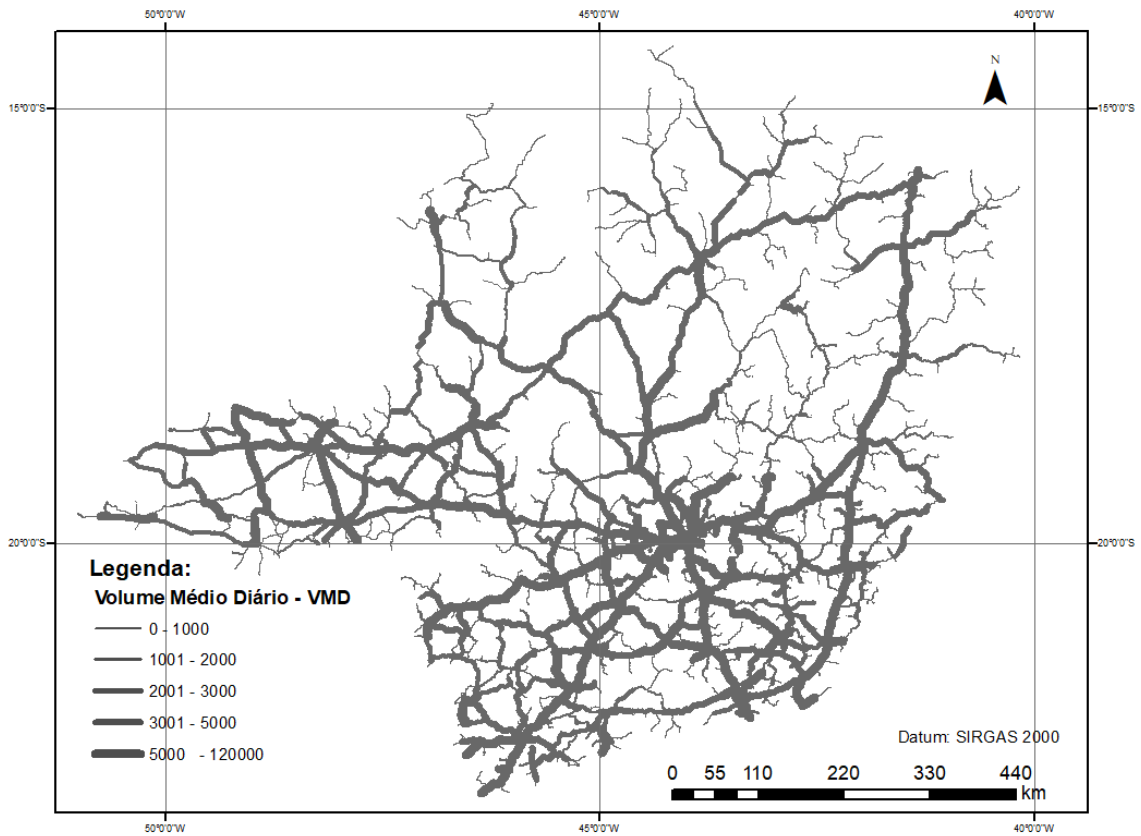 50°0'0"W 45°0'0"W 40°0'0"W
N
15°0'0"S 15°0'0"S
20°0'0"S 20°0'0"S
Legenda:
Volume Médio Diário - VMD
0 - 1000
1001 - 2000
2001 - 3000
3001 - 5000
5000 - 120000
Datum: SIRGAS 2000
0 55 110 220 330 440
km
50°0'0"W 45°0'0"W 40°0'0"W